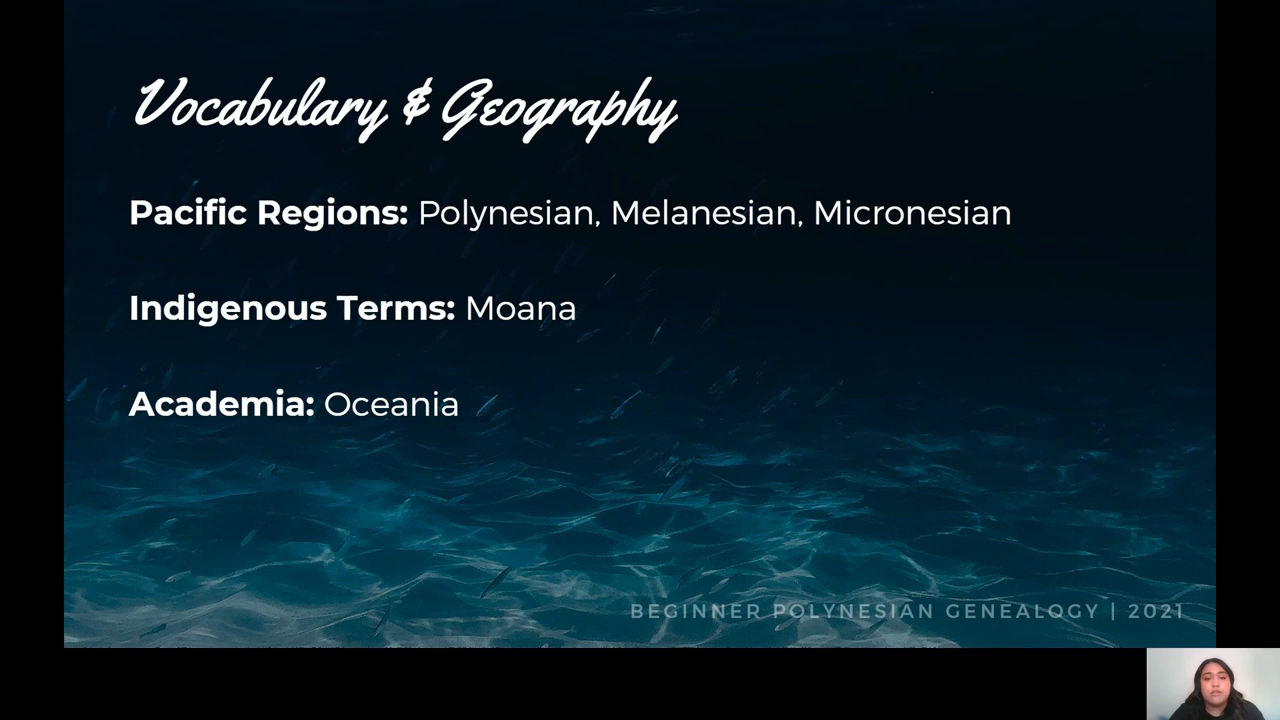 Vocabulary & Geography
Pacific Regions: Polynesian, Melanesian, Micronesian
Indigenous Terms: Moana
Academia: Oceania
BEGINNER POLYNESIAN GENEALOGY | 2021